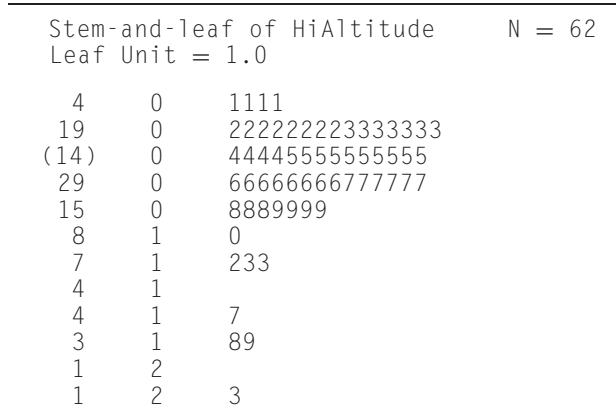 Stem-and-leaf of HiAltitude N = 62
Leaf Unit = 1.0
4 0 1111
19 0 222222223333333
(14) 0 44445555555555
29 0 66666666777777
15 0 8889999
8 1 0
7 1 233
4 1
4 1 7
3 1 89
1 2
1 2 3